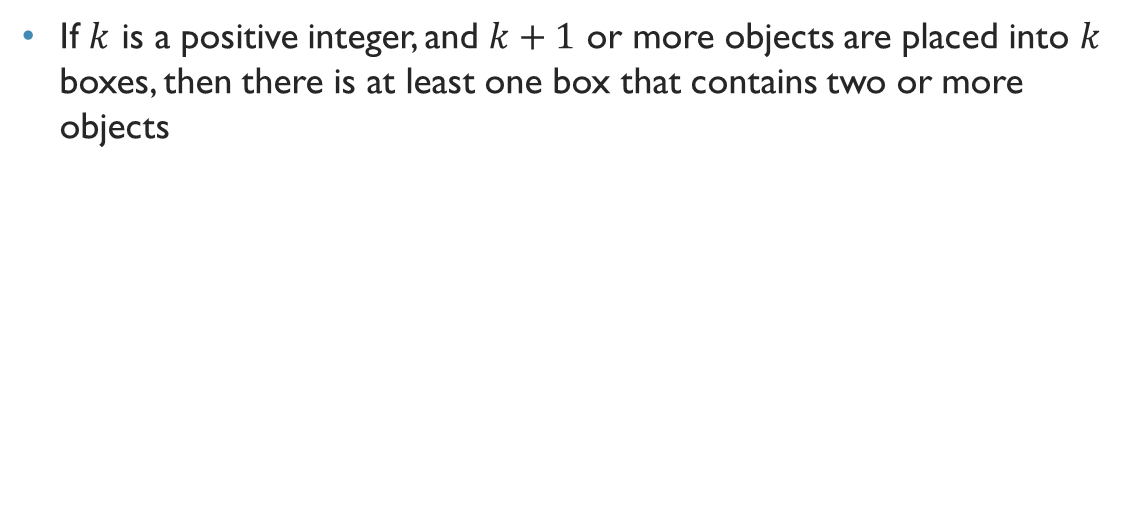 • If k is a positive integer, and k + 1 or more objects are placed into k
boxes, then there is at least one box that contains two or more
objects